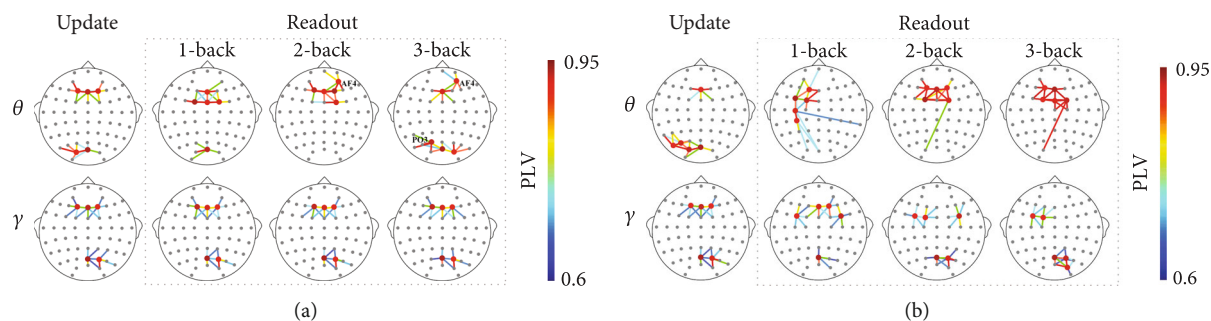 Update Readout
1-back 2-back 3-back
θ
AF4
AF4
PO3
γ
0.95
PLV
0.6
(a)
Update Readout
1-back 2-back 3-back
θ
γ
0.95
PLV
0.6
(b)